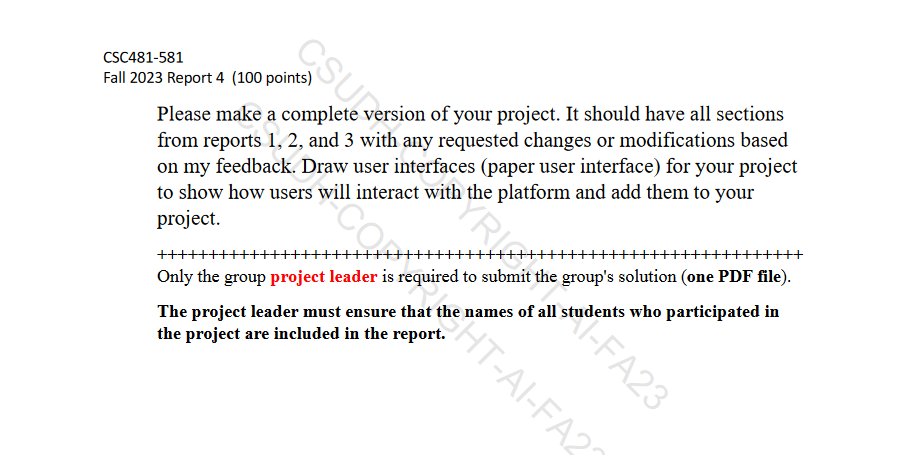 CSC481-581
Fall 2023 Report 4 (100 points)
Please make a complete version of your project. It should have all sections
from reports 1, 2, and 3 with any requested changes or modifications based
on my feedback. Draw user interfaces (paper user interface) for your project
to show how users will interact with the platform and add them to your
project.
++++++++++++++++++++++++++++++++++++++++++++++++++++++++++++++
Only the group project leader is required to submit the group's solution (one PDF file).
The project leader must ensure that the names of all students who participated in
the project are included in the report.
CSUDH-COPYRIGHT-AI-FA23
CSUDH-COPYRIGHT-AI-FA23